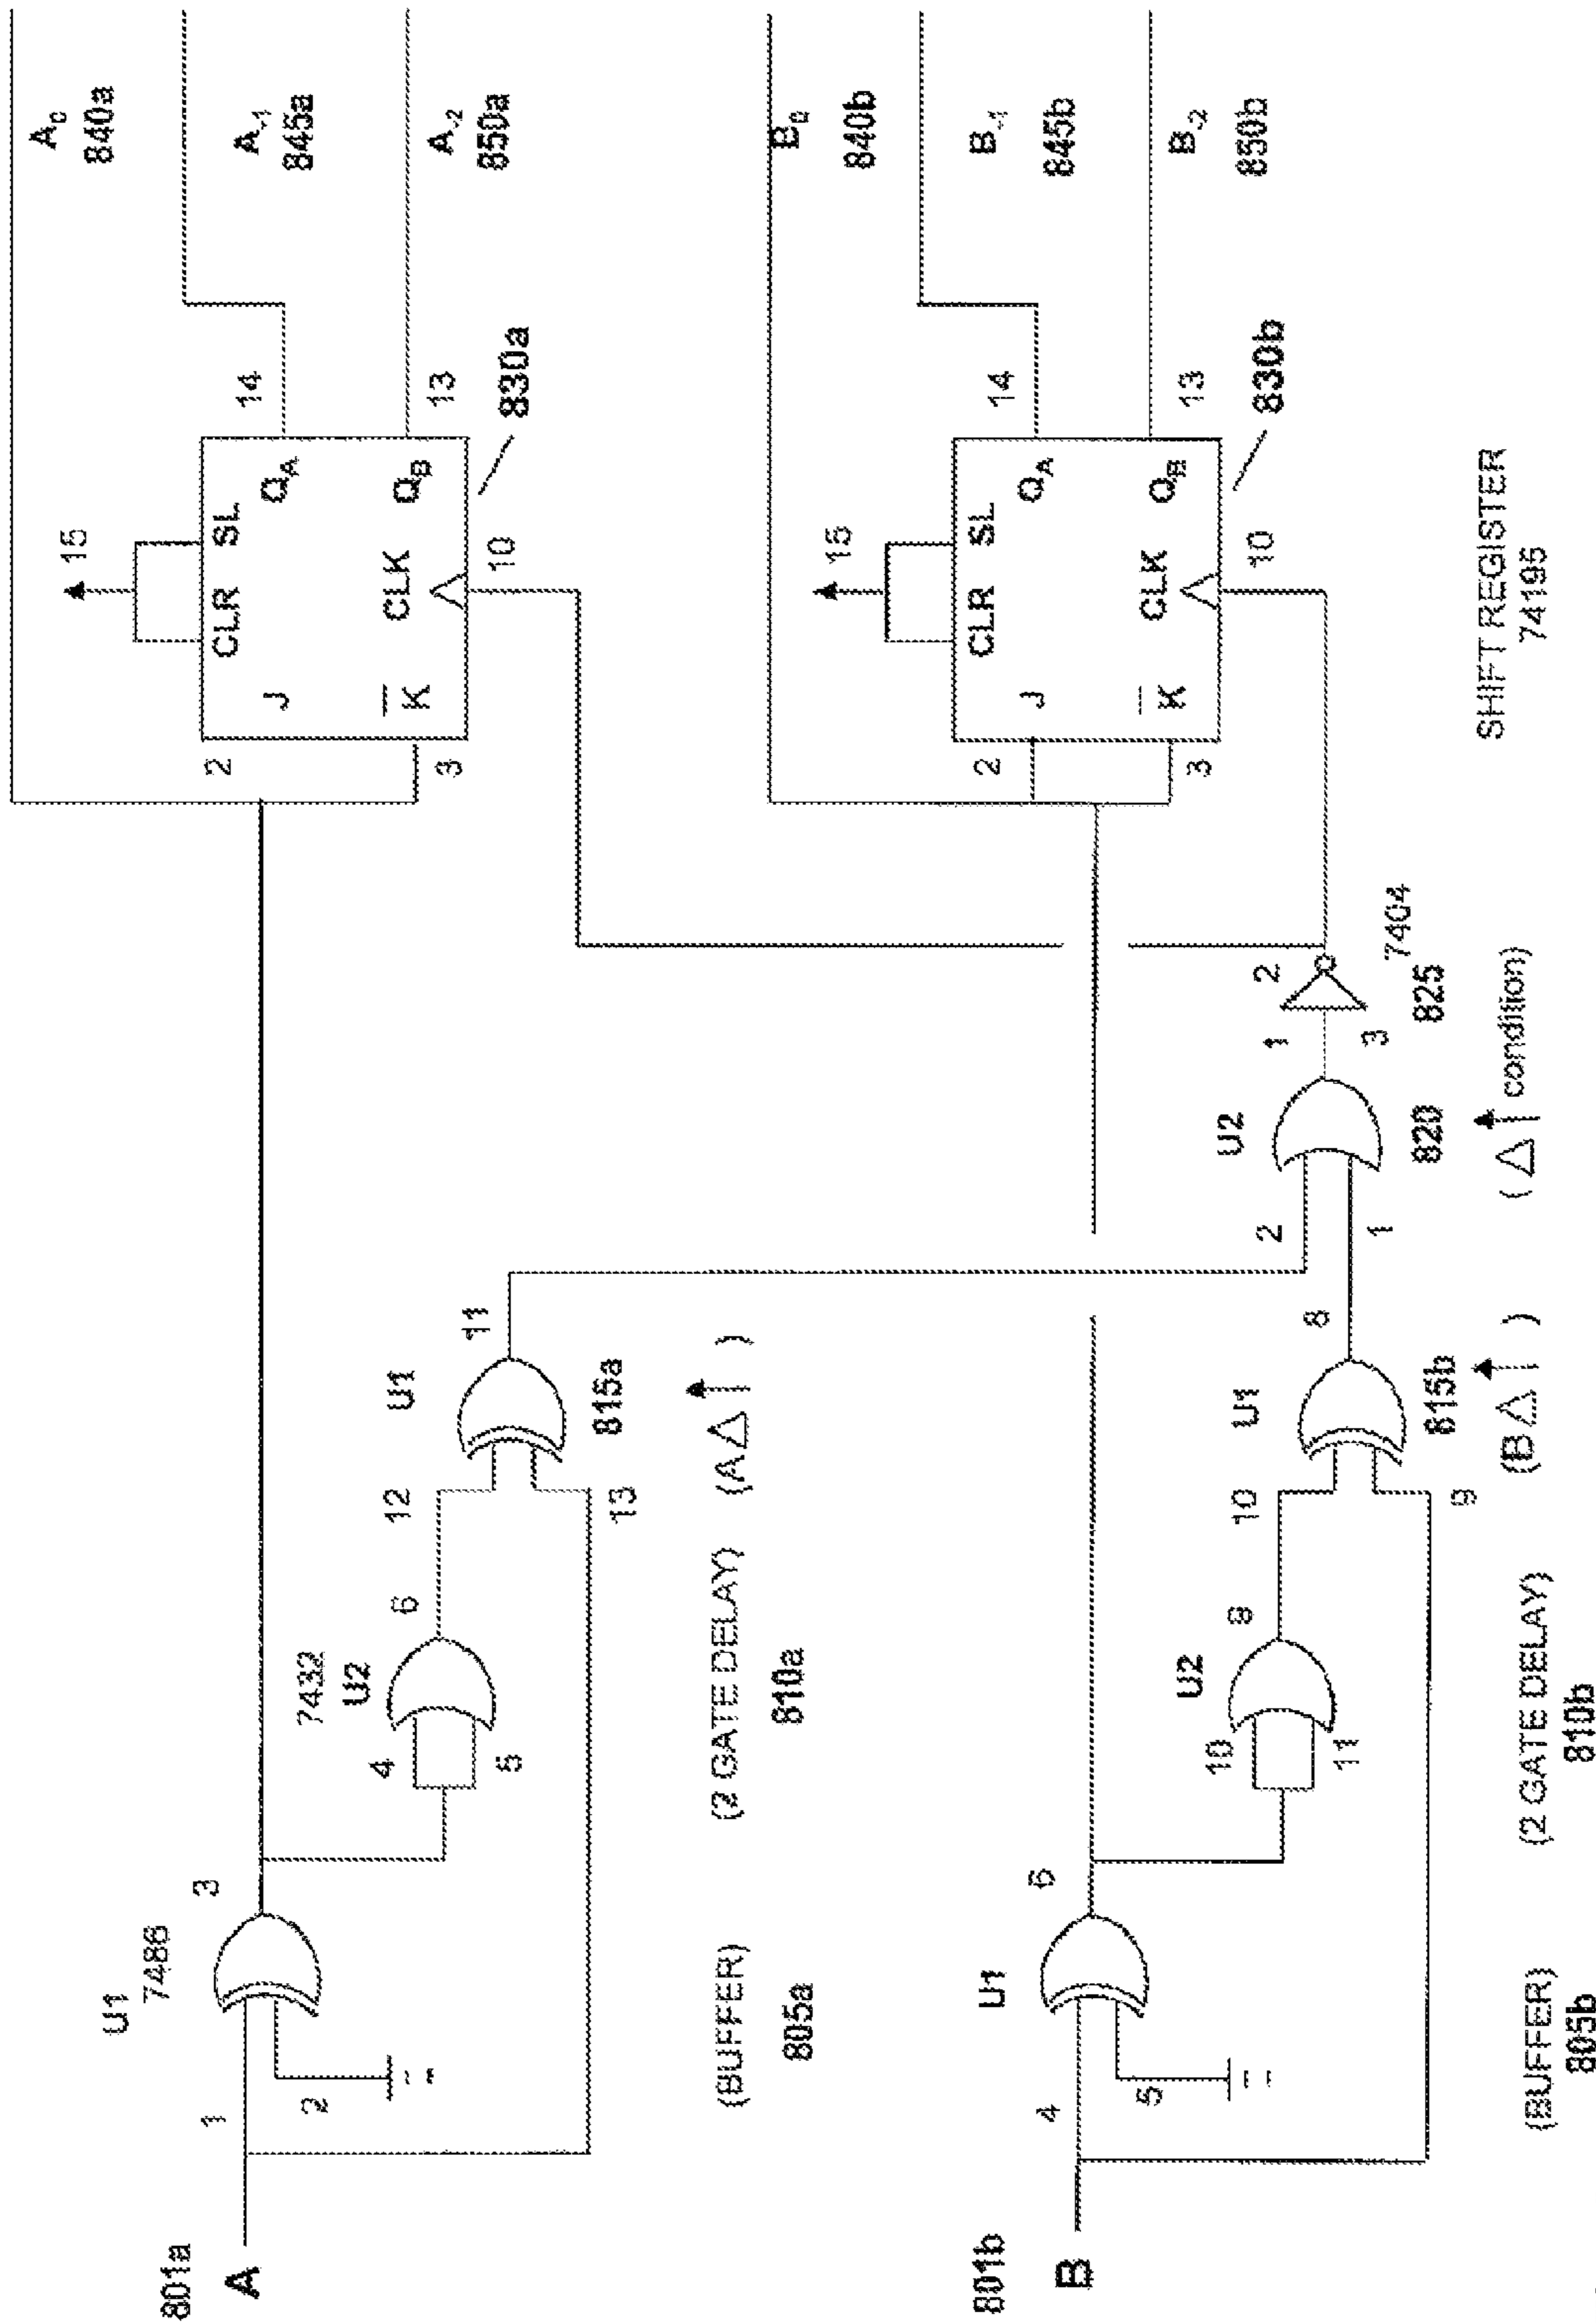 801a
A
1
2
U1
7486
3
(BUFFER)
805a
4
5
7432
U2
6
(2 GATE DELAY)
810a
12
13
U1
11
815a
(A△ )
2
J
K
3
15
CLR SL
CLK
10
QA
QB
14
13
830a
A0
840a
A-1
845a
A-2
850a
801b
B
4
5
U1
6
(BUFFER)
805b
10
11
U2
8
(2 GATE DELAY)
810b
10
9
U1
8
815b
(B△ )
2
1
U2
820
(△ condition)
1
3
2
825
7404
2
J
K
3
15
CLR SL
CLK
10
QA
QB
14
13
830b
B0
840b
B-1
845b
B-2
850b
SHIFT REGISTER
74195